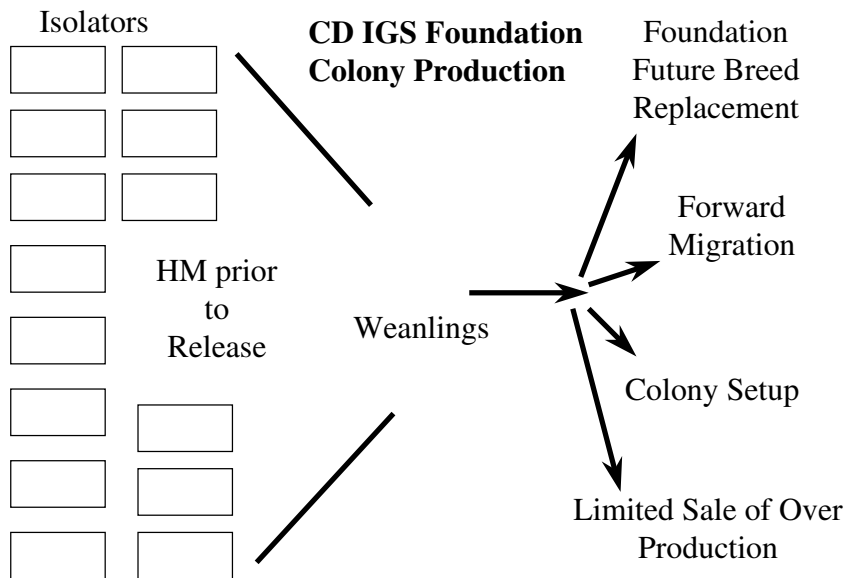 Isolators
CD IGS Foundation
Colony Production
Foundation
Future Breed
Replacement
Forward
Migration
HM prior
to
Release
Weanlings
Colony Setup
Limited Sale of Over
Production